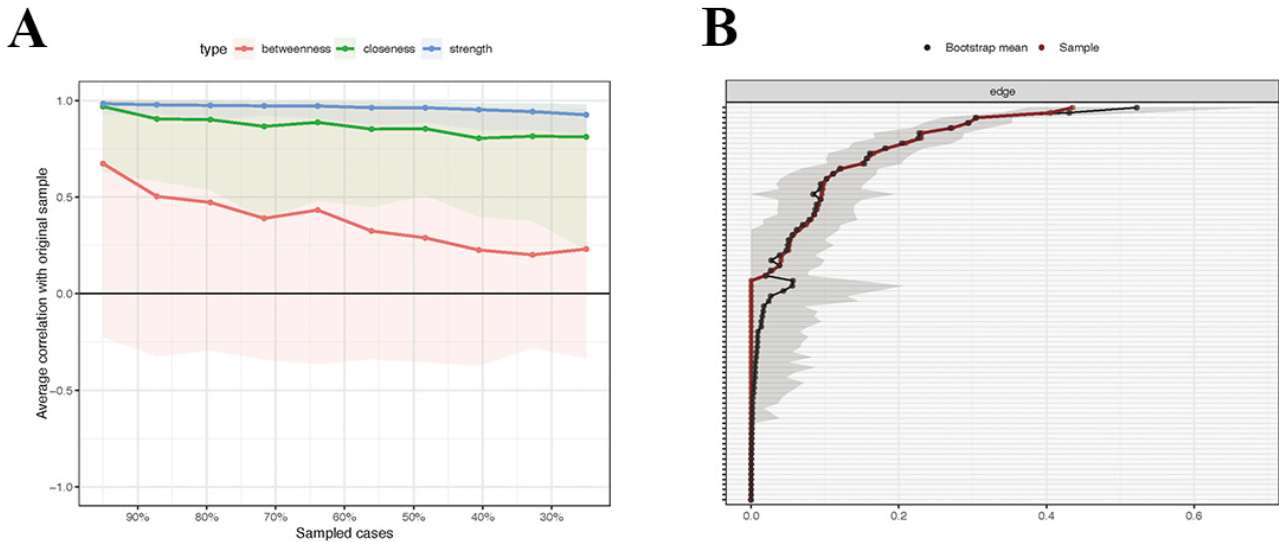 A
type betweenness closeness strength
1.0
0.5
0.0
−0.5
−1.0
Average correlation with original sample
90% 80% 70% 60% 50% 40% 30%
Sampled cases
B
Bootstrap mean Sample
edge
0.0 0.2 0.4 0.6